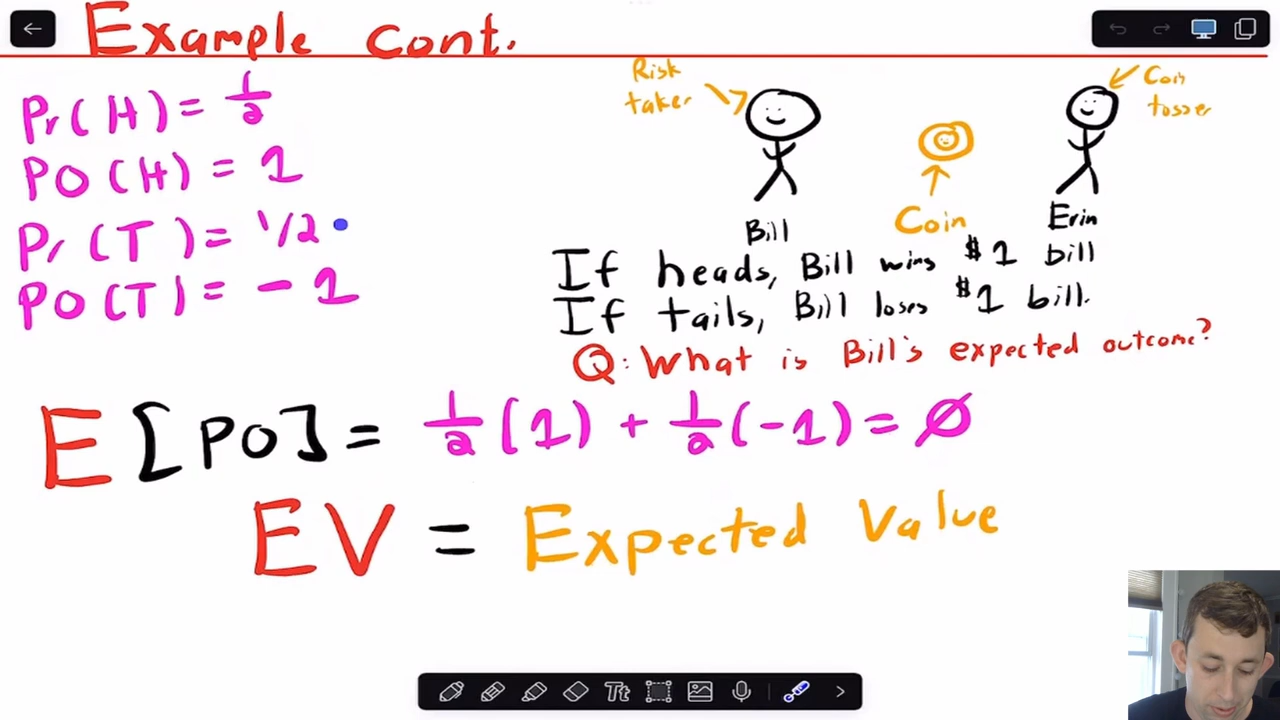 Example cont.
Pr(H) = 1/2
PO(H) = 1
Pr(T) = 1/2
PO(T) = -1
Risk
taker
Coin
tosser
Coin
Bill
Erin
If heads, Bill wins $1 bill
If tails, Bill loses $1 bill.
Q: What is Bill's expected outcome?
E[PO] = 1/2(1) + 1/2(-1) = Ø
EV = Expected Value
Tt